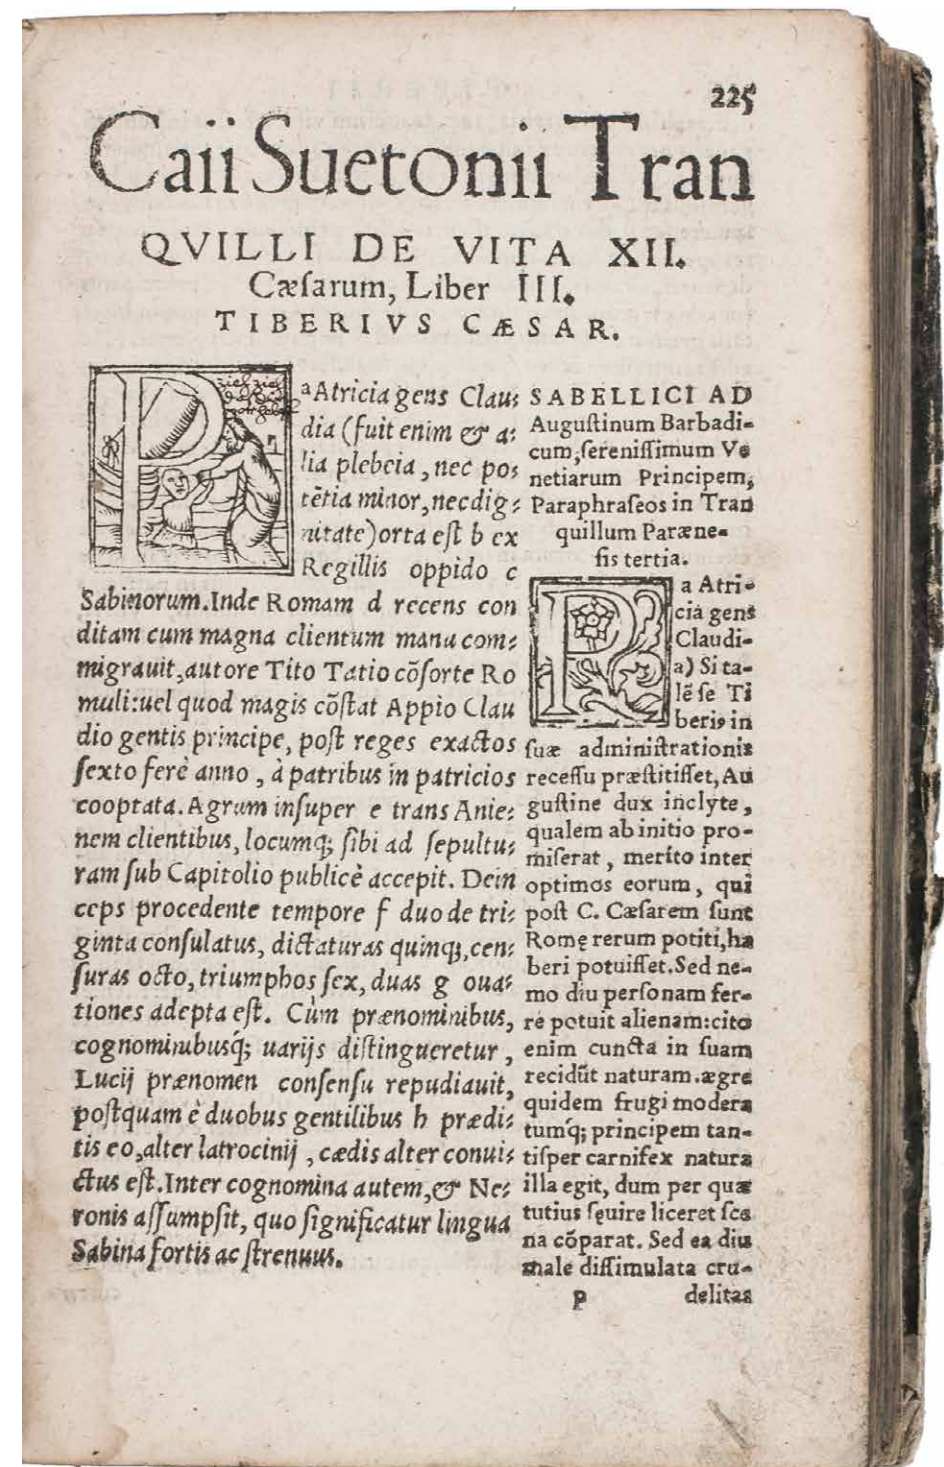 225
Caii Suetonii Tran
QVILLI DE VITA XII.
Cæſarum, Liber III.
TIBERIVS CÆSAR.
a Atricia gens Clau⸗
dia (fuit enim & a⸗
lia plebeia, nec po⸗
tẽtia minor, nec dig⸗
nitate) orta eſt b ex
Regillis oppido c
Sabinorum. Inde Romam d recens con
ditam cum magna clientum manu com⸗
migrauit, autore Tito Tatio cõſorte Ro
muli: uel quod magis cõſtat Appio Clau
dio gentis principe, poſt reges exactos
ſexto ferè anno, à patribus in patricios
cooptata. Agrum inſuper e trans Anie⸗
nem clientibus, locumq; ſibi ad ſepultu⸗
ram ſub Capitolio publicè accepit. Dein
ceps procedente tempore f duo de tri⸗
ginta conſulatus, dictaturas quinq;, cen⸗
ſuras octo, triumphos ſex, duas g oua⸗
tiones adepta eſt. Cùm prænominibus,
cognominibusq́; uarijs diſtingueretur,
Lucij prænomen conſenſu repudiauit,
poſtquam è duobus gentilibus h prædi⸗
tis eo, alter latrocinij, cædis alter conui⸗
ctus eſt. Inter cognomina autem, & Ne⸗
ronis aſſumpſit, quo ſignificatur lingua
Sabina fortis ac ſtrenuus.
SABELLICI AD
Auguſtinum Barbadi-
cum, ſereniſſimum Ve
netiarum Principem,
Paraphraſeos in Tran
quillum Paræne-
ſis tertia.
P a Atri-
cia gens
Claudi-
a) Si ta-
lẽ ſe Ti
beriꝰ in
ſuæ adminiſtrationis
receſſu præſtitiſſet, Au
guſtine dux inclyte,
qualem ab initio pro-
miſerat, merito inter
optimos eorum, qui
poſt C. Cæſarem ſunt
Romę rerum potiti, ha
beri potuiſſet. Sed ne-
mo diu perſonam fer-
re potuit alienam: cito
enim cuncta in ſuam
recidũt naturam. ægre
quidem frugi modera
tumq́; principem tan-
tiſper carnifex natura
illa egit, dum per quæ
tutius ſęuire liceret ſce
na cõparat. Sed ea diu
male diſſimulata cru-
p delitas